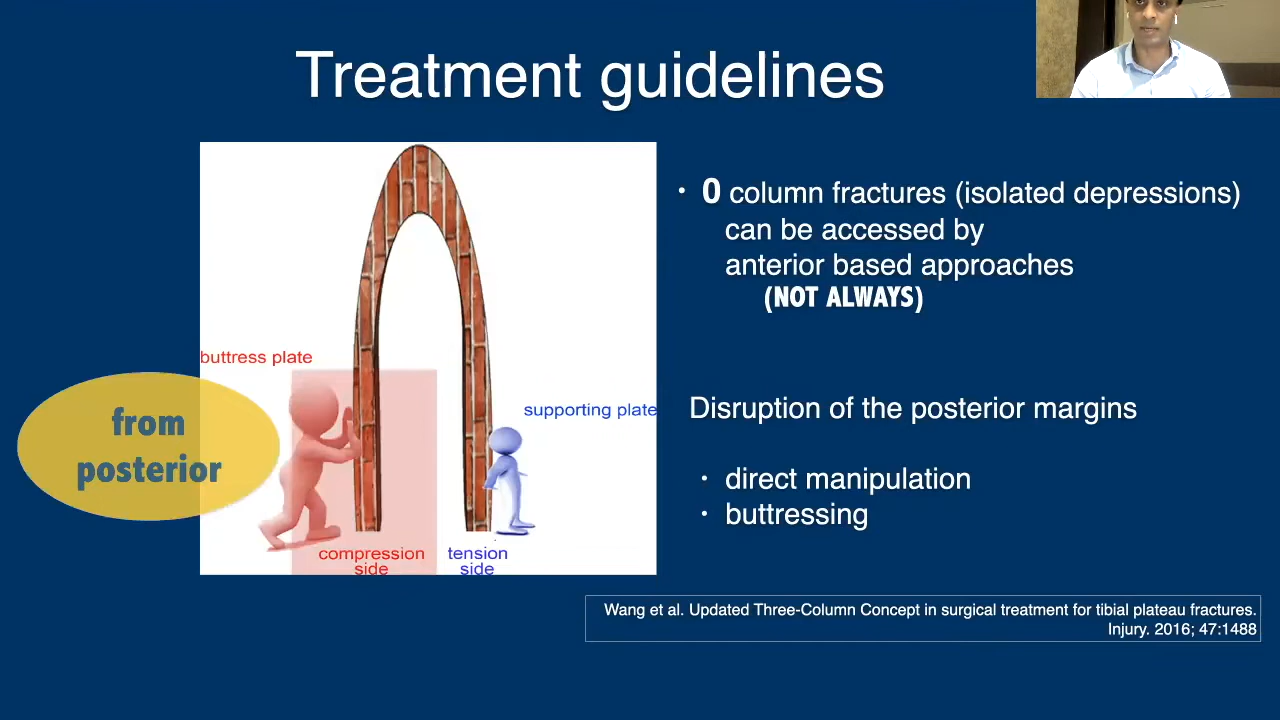 Treatment guidelines
• 0 column fractures (isolated depressions)
can be accessed by
anterior based approaches
(NOT ALWAYS)
buttress plate
supporting plate
from
posterior
compression
side
tension
side
Disruption of the posterior margins
• direct manipulation
• buttressing
Wang et al. Updated Three-Column Concept in surgical treatment for tibial plateau fractures.
Injury. 2016; 47:1488